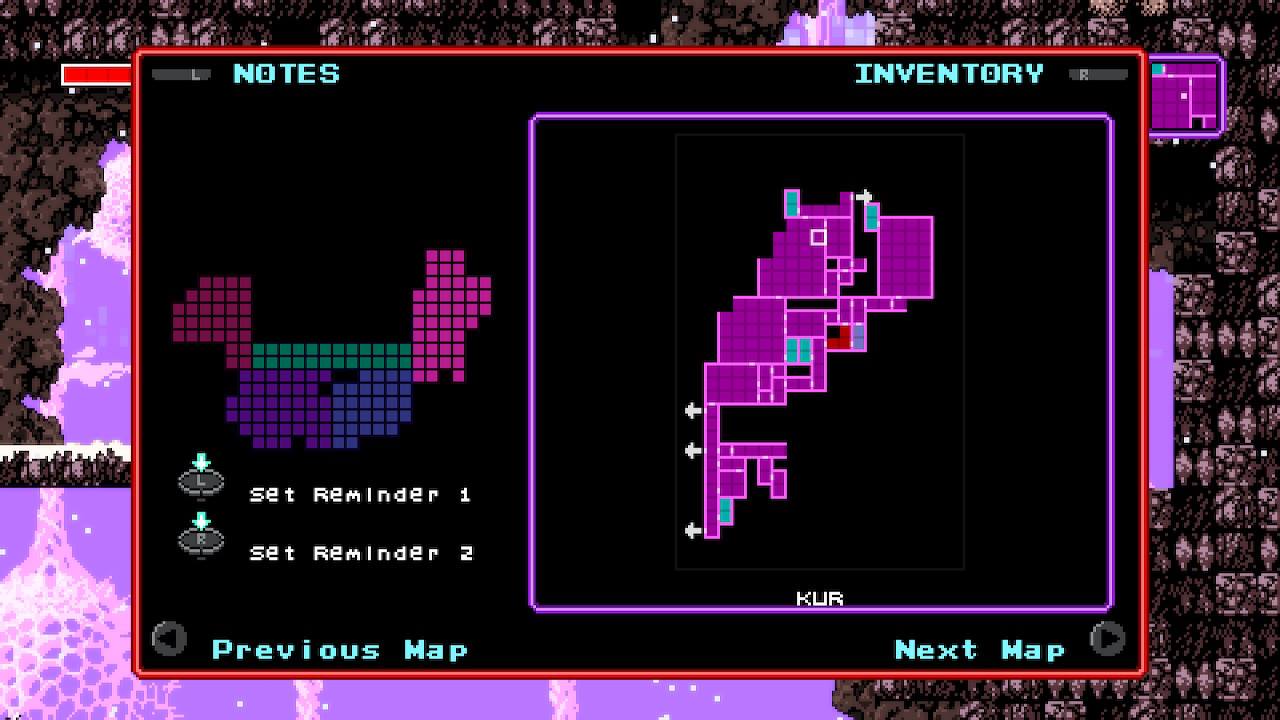 L NOTES
INVENTORY R
L Set Reminder 1
R Set Reminder 2
KUR
Previous Map
Next Map